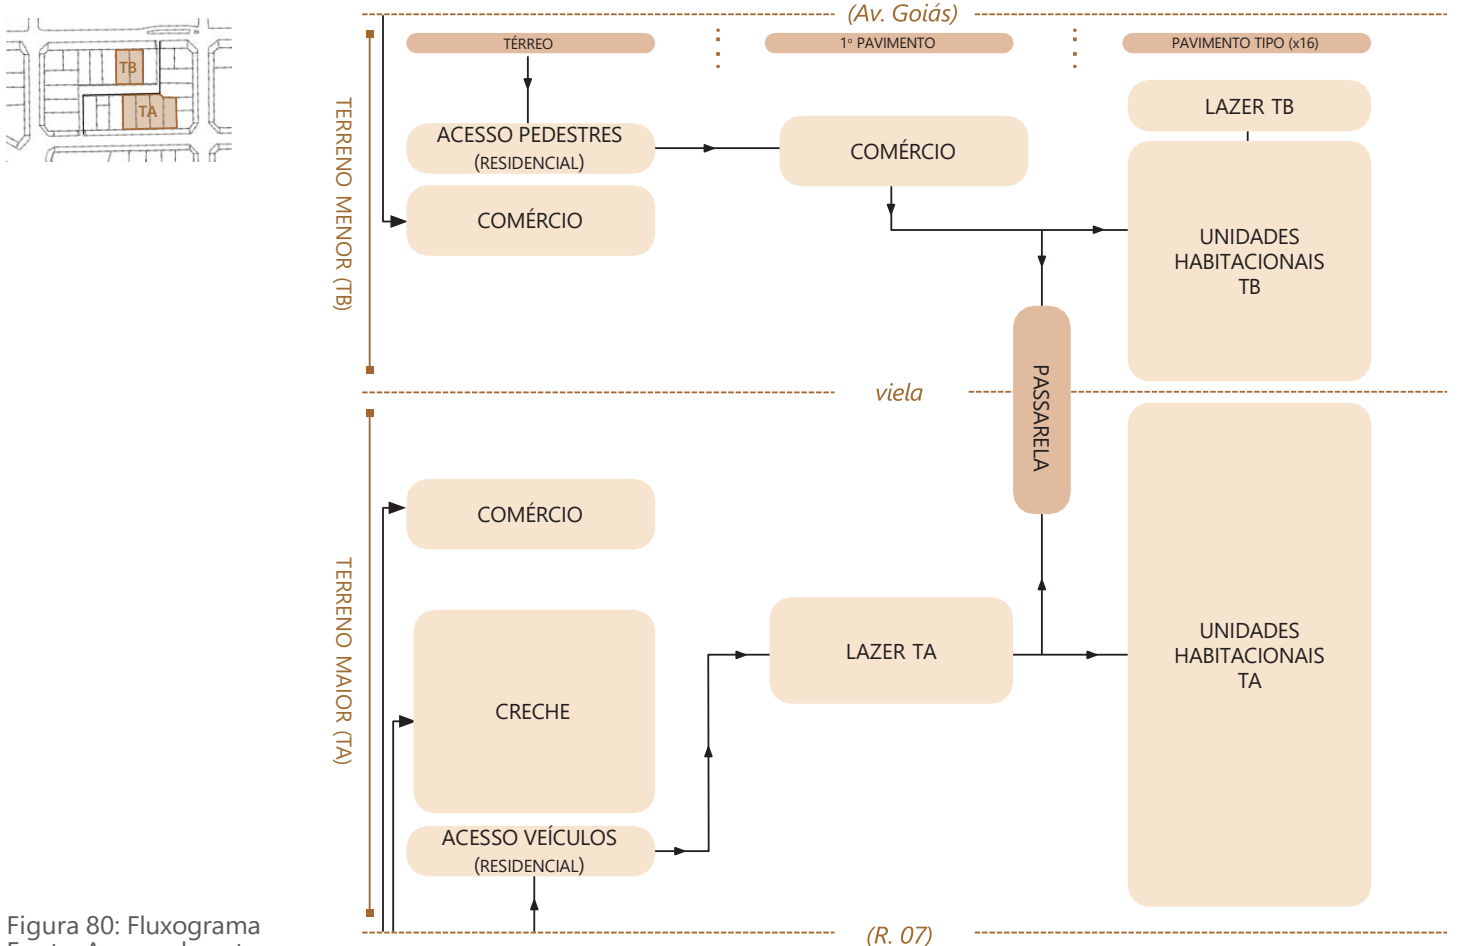 (Av. Goiás)
TÉRREO
1º PAVIMENTO
PAVIMENTO TIPO (x16)
TB
TA
TERRENO MENOR (TB)
ACESSO PEDESTRES
(RESIDENCIAL)
COMÉRCIO
COMÉRCIO
LAZER TB
UNIDADES
HABITACIONAIS
TB
PASSARELA
viela
TERRENO MAIOR (TA)
COMÉRCIO
CRECHE
ACESSO VEÍCULOS
(RESIDENCIAL)
LAZER TA
UNIDADES
HABITACIONAIS
TA
(R. 07)
Figura 80: Fluxograma